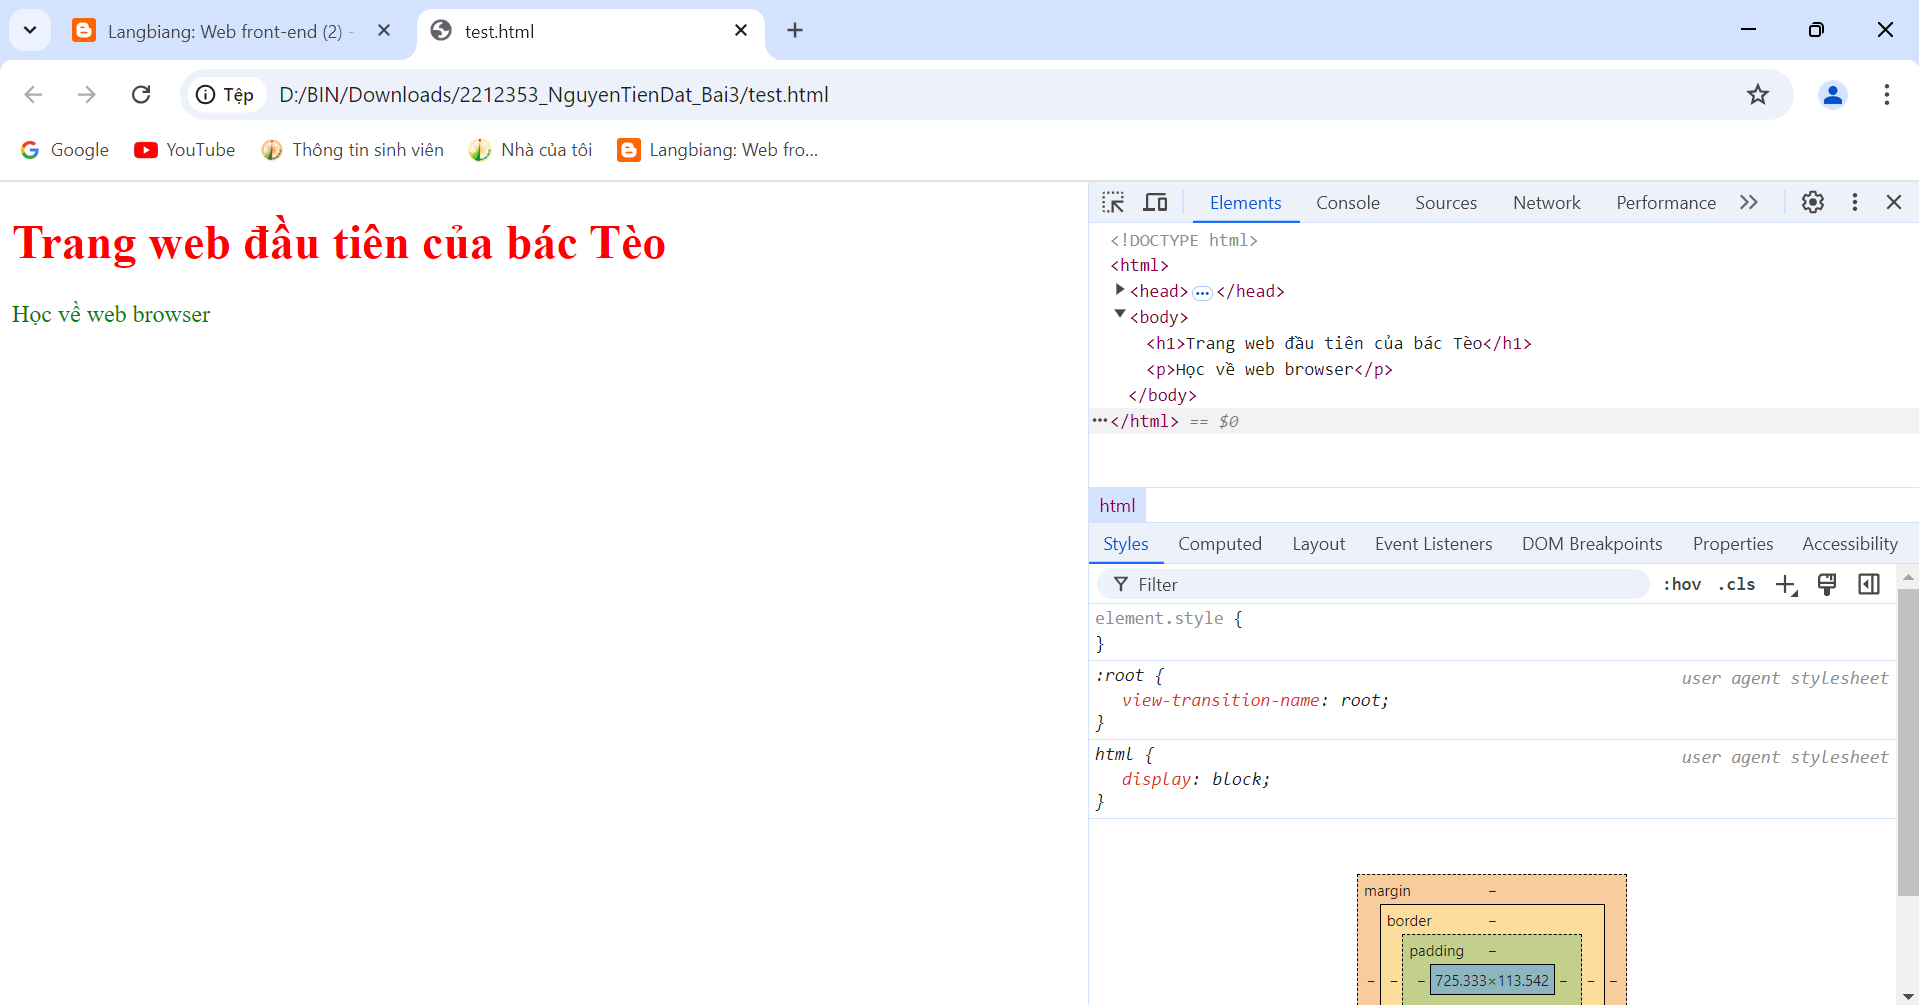 Langbiang: Web front-end (2) -
test.html
Tệp
D:/BIN/Downloads/2212353_NguyenTienDat_Bai3/test.html
Google
YouTube
Thông tin sinh viên
Nhà của tôi
Langbiang: Web fro...
Trang web đầu tiên của bác Tèo
Học về web browser
Elements Console Sources Network Performance
<!DOCTYPE html>
<html>
<head> ••• </head>
<body>
<h1>Trang web đầu tiên của bác Tèo</h1>
<p>Học về web browser</p>
</body>
•••</html> == $0
html
Styles Computed Layout Event Listeners DOM Breakpoints Properties Accessibility
Filter :hov .cls
element.style {
}
:root { user agent stylesheet
view-transition-name: root;
}
html { user agent stylesheet
display: block;
}
margin –
border –
padding –
– – – 725.333×113.542 – – –